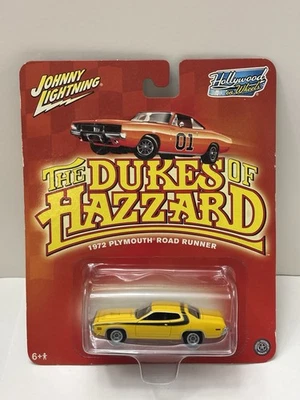 JOHNNY
LIGHTNING
Hollywood
on Wheels
01
THE DUKES OF
HAZZARD
1972 PLYMOUTH ROAD RUNNER
6+